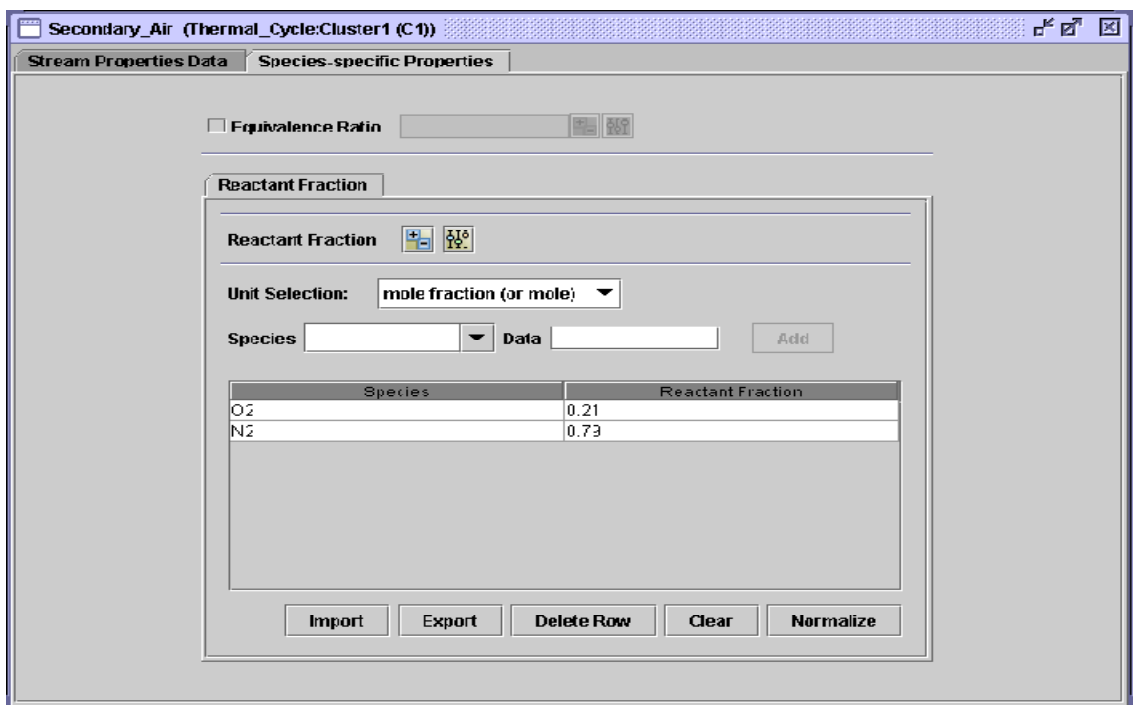 Secondary_Air (Thermal_Cycle:Cluster1 (C1))
Stream Properties Data Species-specific Properties
Equivalence Ratio
Reactant Fraction
Reactant Fraction
Unit Selection: mole fraction (or mole)
Species Data Add
Species Reactant Fraction
O2 0.21
N2 0.79
Import Export Delete Row Clear Normalize